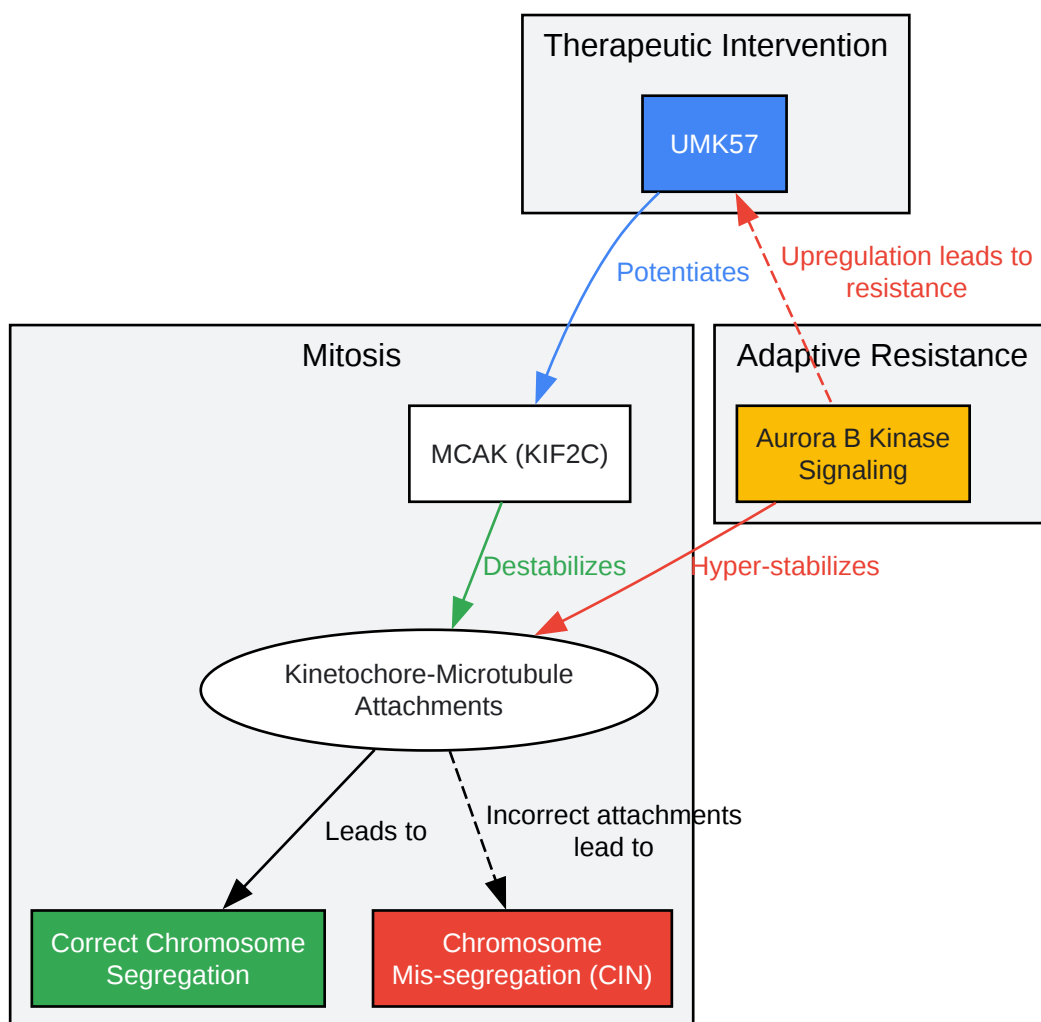 Therapeutic Intervention
UMK57
Potentiates
Upregulation leads to
resistance
Mitosis
Adaptive Resistance
MCAK (KIF2C)
Aurora B Kinase
Signaling
Destabilizes
Hyper-stabilizes
Kinetochore-Microtubule
Attachments
Leads to
Incorrect attachments
lead to
Correct Chromosome
Segregation
Chromosome
Mis-segregation (CIN)